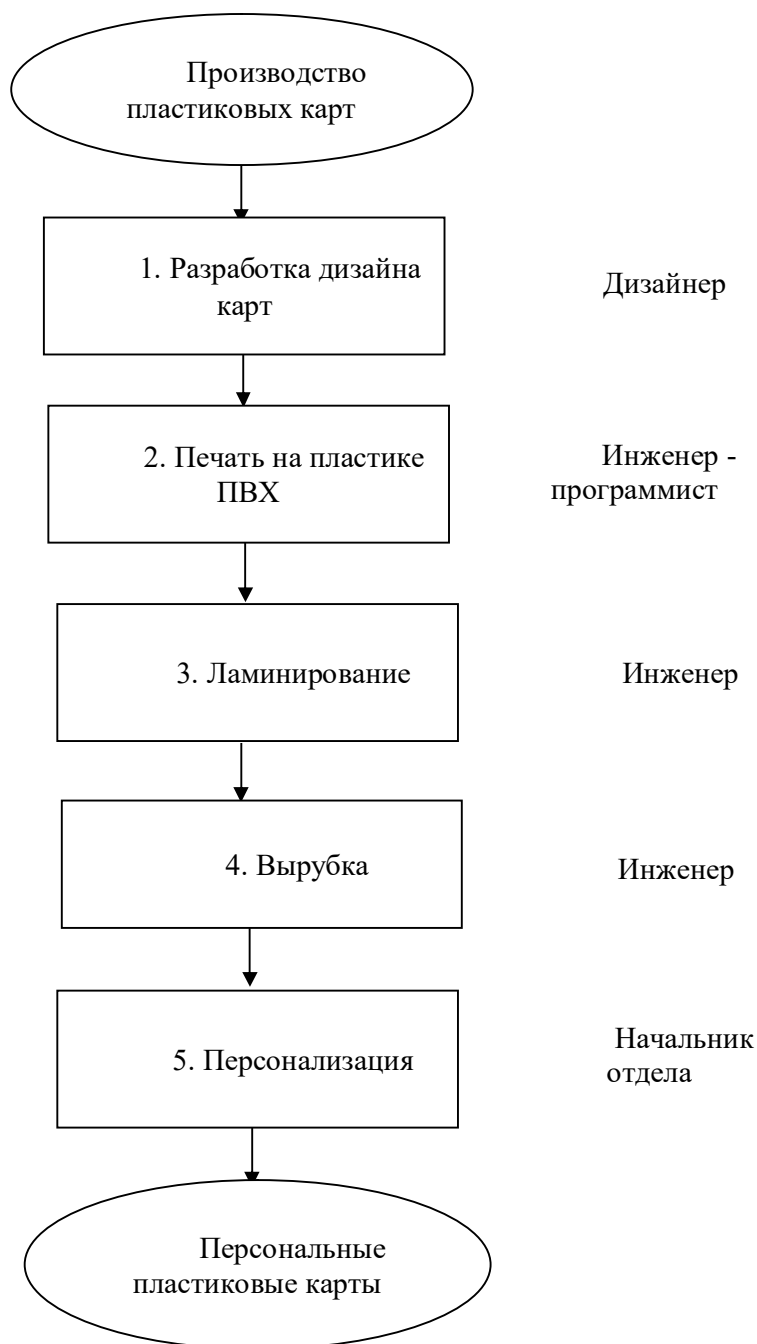 Производство
пластиковых карт
1. Разработка дизайна
карт
Дизайнер
2. Печать на пластике
ПВХ
Инженер -
программист
3. Ламинирование
Инженер
4. Вырубка
Инженер
5. Персонализация
Начальник
отдела
Персональные
пластиковые карты